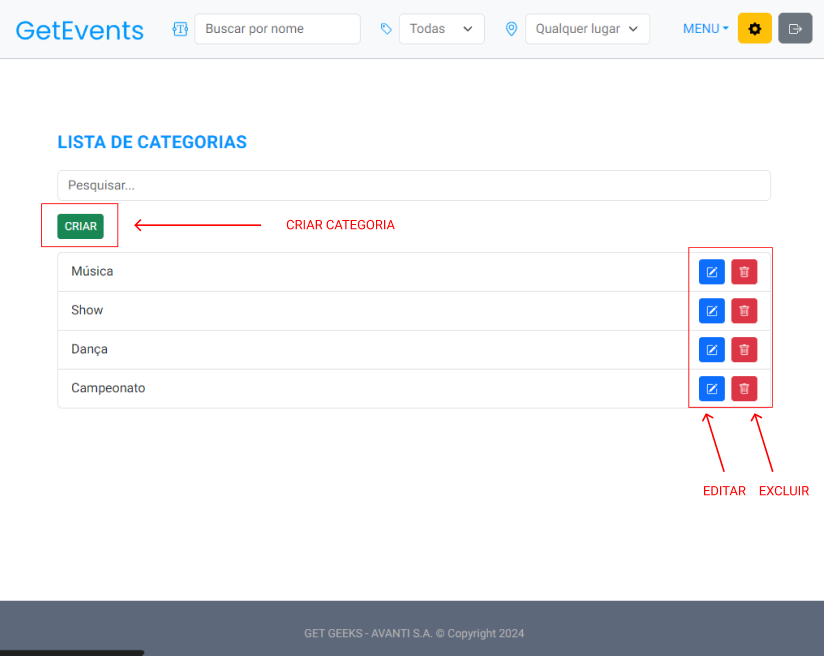 GetEvents Buscar por nome Todas Qualquer lugar MENU
LISTA DE CATEGORIAS
Pesquisar...
CRIAR CRIAR CATEGORIA
Música
Show
Dança
Campeonato
EDITAR EXCLUIR
GET GEEKS - AVANTI S.A. © Copyright 2024